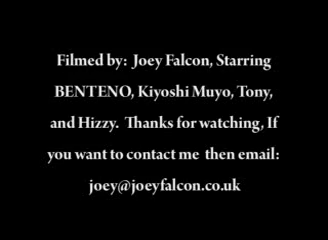 Filmed by: Joey Falcon, Starring
BENTENO, Kiyoshi Muyo, Tony,
and Hizzy. Thanks for watching, If
you want to contact me then email:
joey@joeyfalcon.co.uk